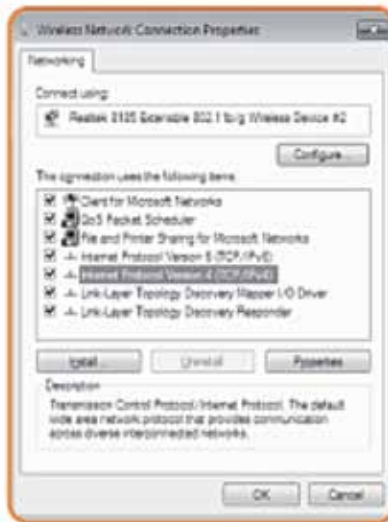 Wireless Network Connection Properties
Networking
Connect using:
Realtek 8185 Extensible 802.11b/g Wireless Device #2
Configure...
This connection uses the following items:
Client for Microsoft Networks
QoS Packet Scheduler
File and Printer Sharing for Microsoft Networks
Internet Protocol Version 6 (TCP/IPv6)
Internet Protocol Version 4 (TCP/IPv4)
Link-Layer Topology Discovery Mapper I/O Driver
Link-Layer Topology Discovery Responder
Install...
Uninstall
Properties
Description
Transmission Control Protocol/Internet Protocol. The default
wide area network protocol that provides communication
across diverse interconnected networks.
OK
Cancel